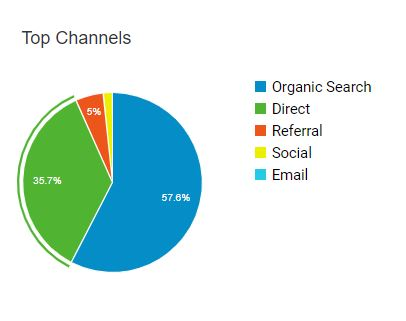 Top Channels
Organic Search
Direct
Referral
Social
Email
5%
35.7%
57.6%